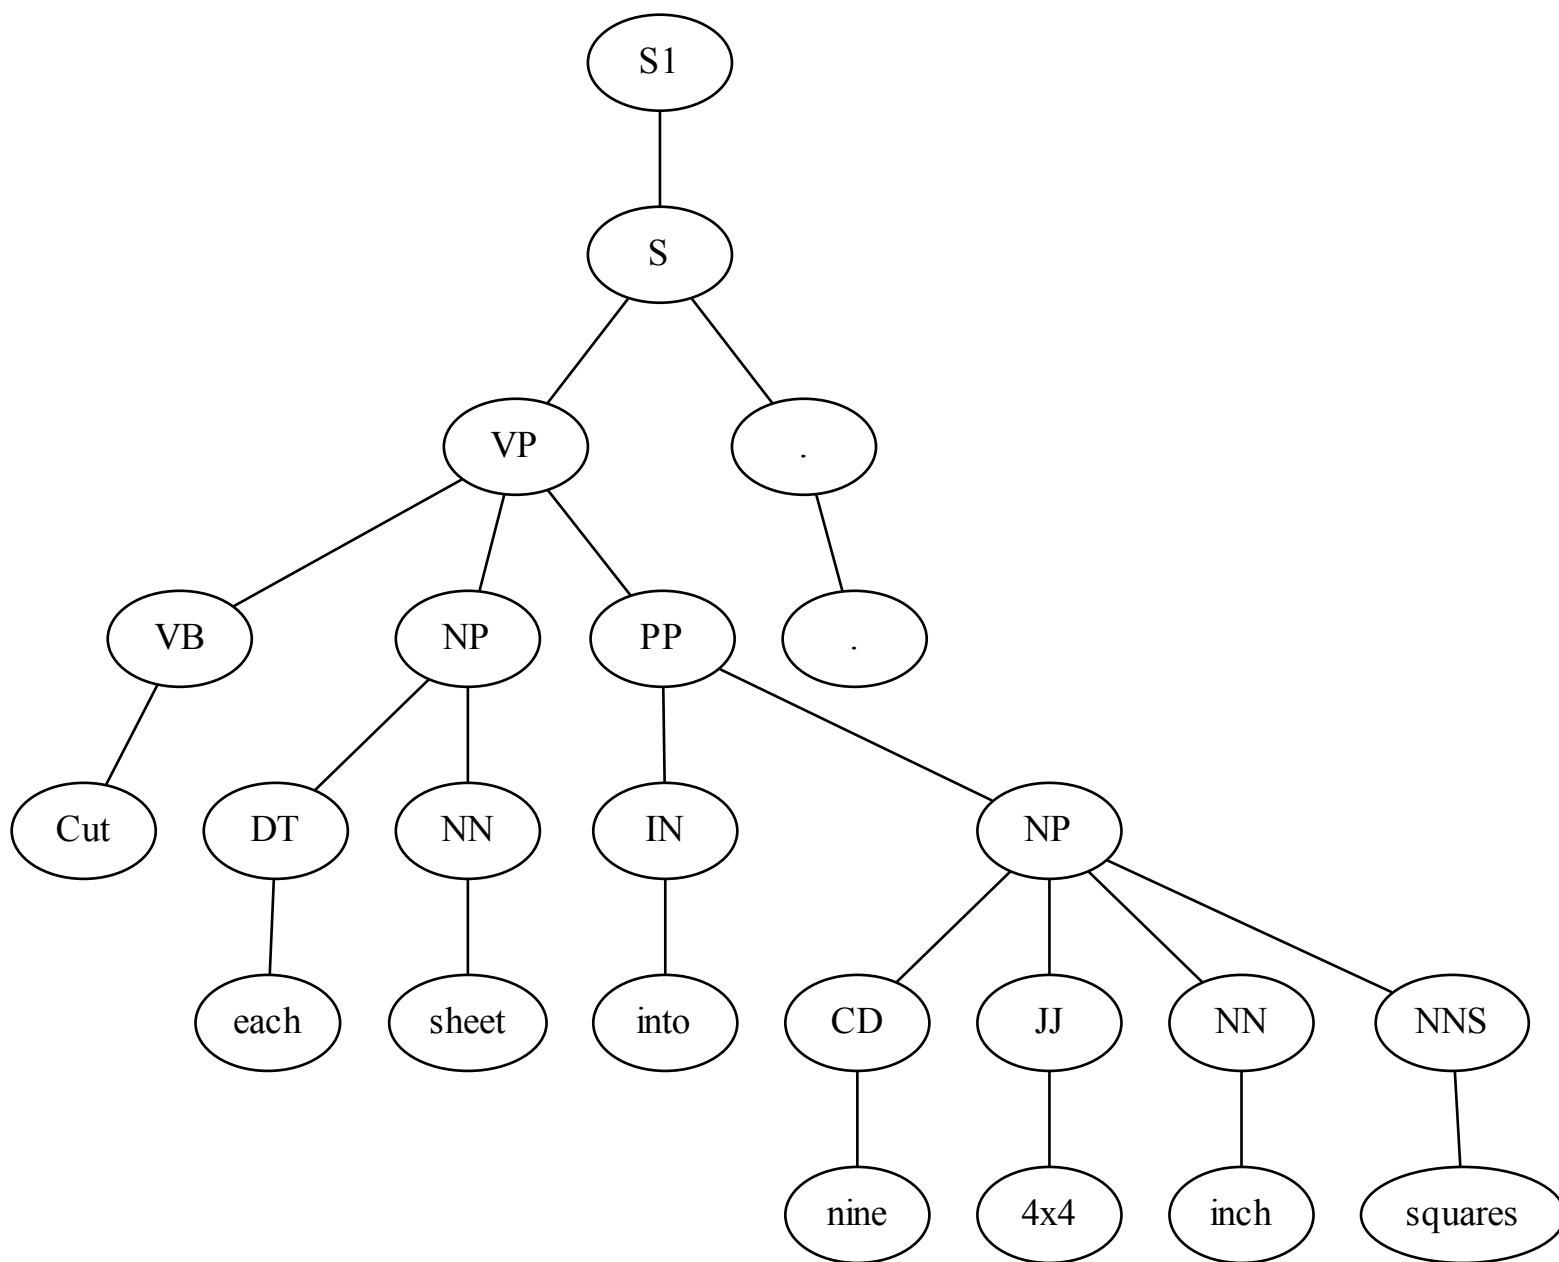 S1
S
VP .
VB NP PP .
Cut DT NN IN NP
each sheet into CD JJ NN NNS
nine 4x4 inch squares